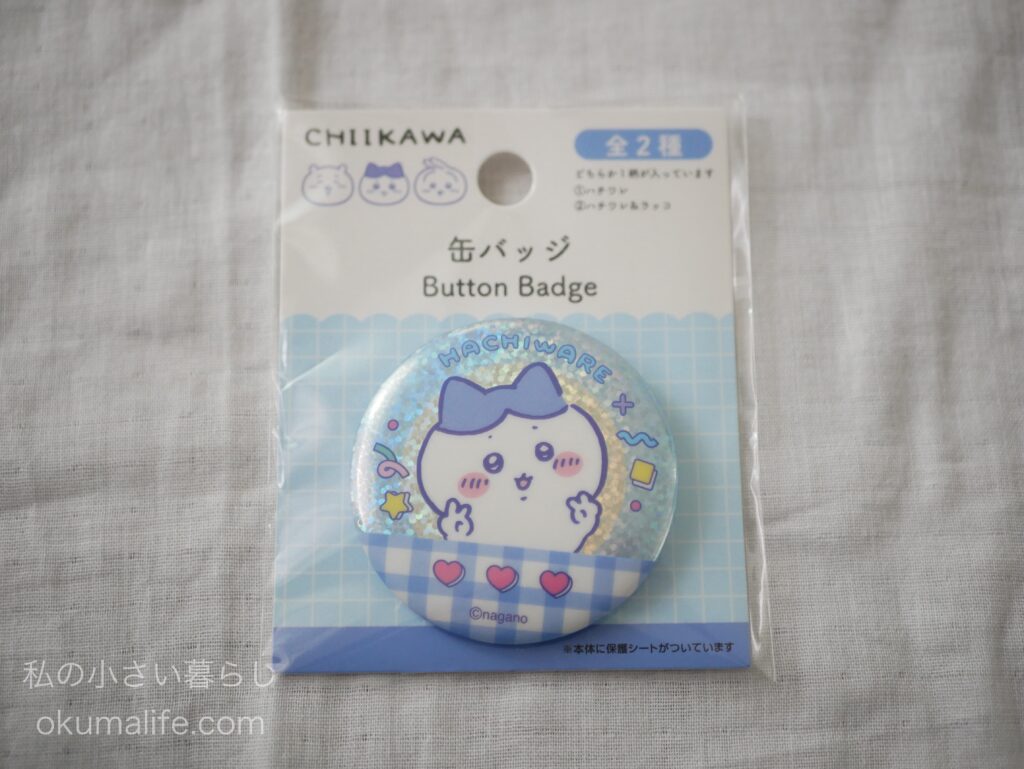 CHIIKAWA
全2種
どちらか1柄が入っています
①ハチワレ
②ハチワレ&ラッコ
缶バッジ
Button Badge
HACHIWARE
©nagano
※本体に保護シートがついています
私の小さい暮らし
okumalife.com